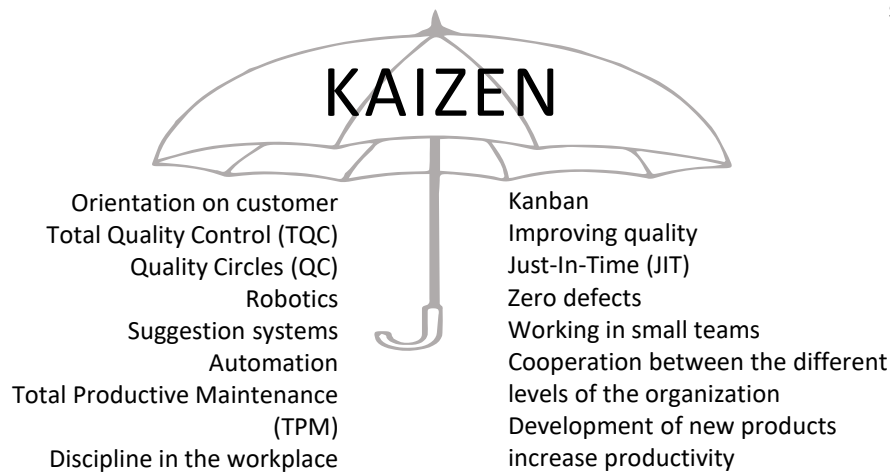 KAIZEN
Orientation on customer
Total Quality Control (TQC)
Quality Circles (QC)
Robotics
Suggestion systems
Automation
Total Productive Maintenance
(TPM)
Discipline in the workplace
Kanban
Improving quality
Just-In-Time (JIT)
Zero defects
Working in small teams
Cooperation between the different
levels of the organization
Development of new products
increase productivity